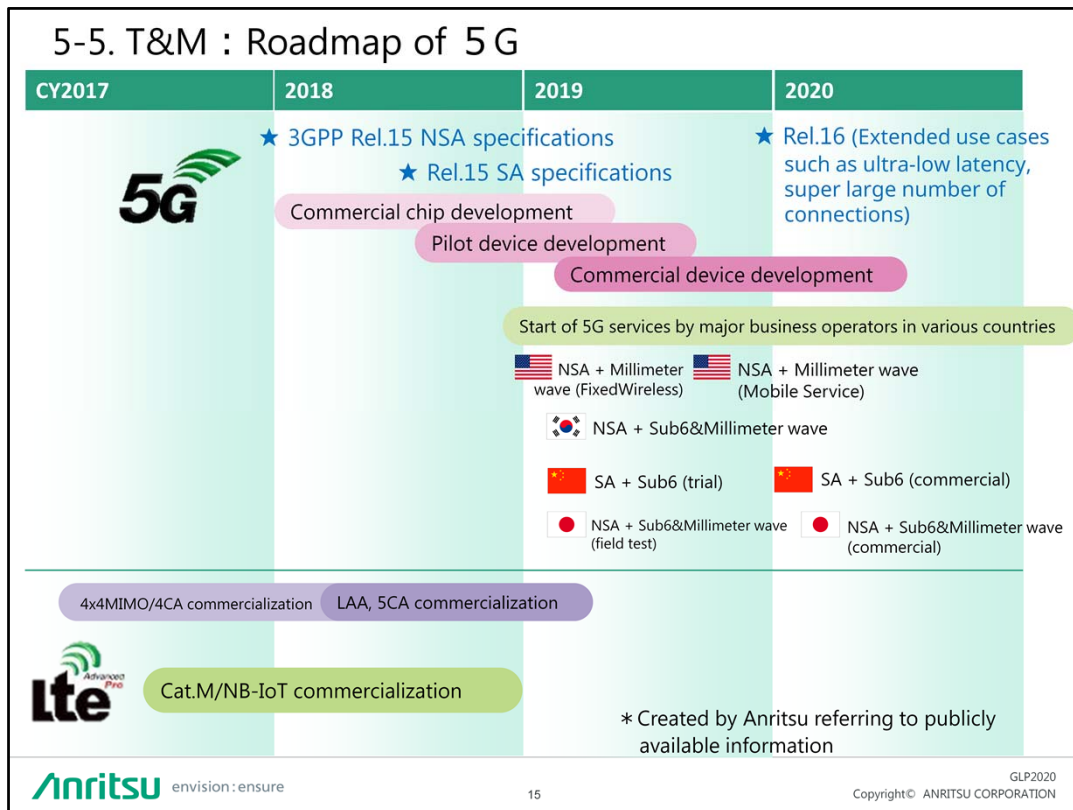 5-5. T&M：Roadmap of 5G
CY2017 2018 2019 2020
5G
★ 3GPP Rel.15 NSA specifications
★ Rel.15 SA specifications
★ Rel.16 (Extended use cases
such as ultra-low latency,
super large number of
connections)
Commercial chip development
Pilot device development
Commercial device development
Start of 5G services by major business operators in various countries
NSA + Millimeter
wave (FixedWireless)
NSA + Millimeter wave
(Mobile Service)
NSA + Sub6&Millimeter wave
SA + Sub6 (trial)
SA + Sub6 (commercial)
NSA + Sub6&Millimeter wave
(field test)
NSA + Sub6&Millimeter wave
(commercial)
4x4MIMO/4CA commercialization
LAA, 5CA commercialization
Advanced
Pro
Lte
Cat.M/NB-IoT commercialization
＊Created by Anritsu referring to publicly
available information
Anritsu envision : ensure
15
GLP2020
Copyright© ANRITSU CORPORATION